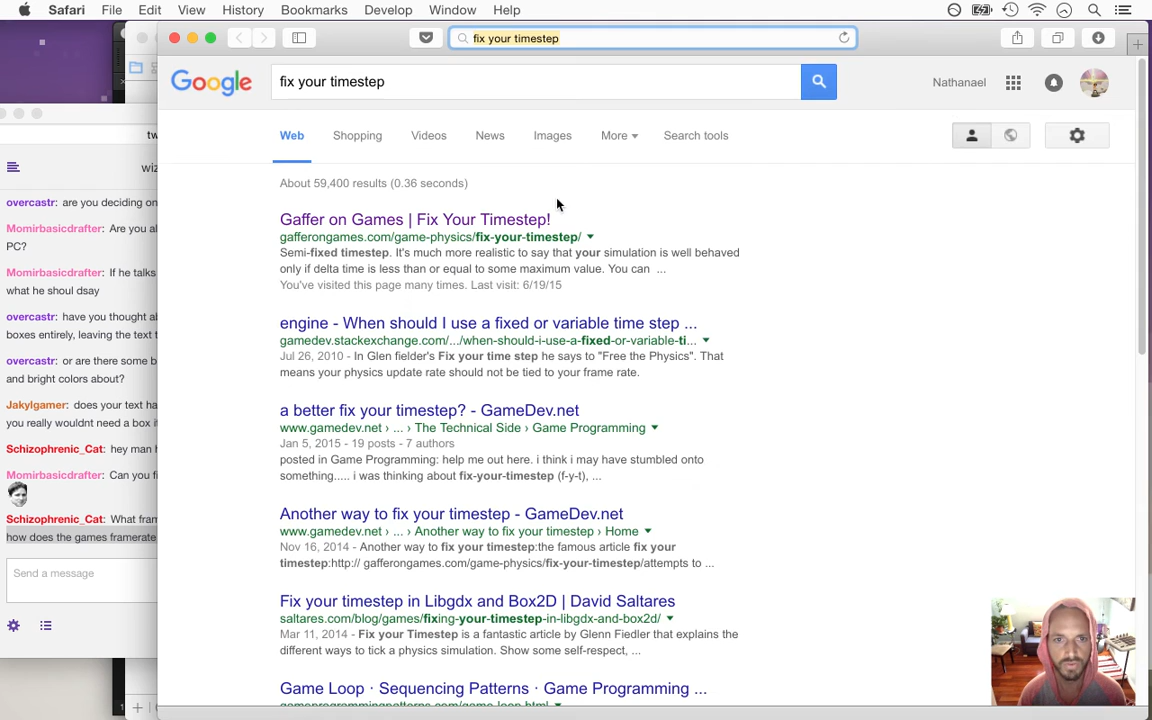 Safari File Edit View History Bookmarks Develop Window Help
fix your timestep
Google
fix your timestep
Nathanael
Web Shopping Videos News Images More Search tools
About 59,400 results (0.36 seconds)
Gaffer on Games | Fix Your Timestep!
gafferongames.com/game-physics/fix-your-timestep/
Semi-fixed timestep. It's much more realistic to say that your simulation is well behaved
only if delta time is less than or equal to some maximum value. You can ...
You've visited this page many times. Last visit: 6/19/15
engine - When should I use a fixed or variable time step ...
gamedev.stackexchange.com/.../when-should-i-use-a-fixed-or-variable-ti...
Jul 26, 2010 - In Glen fielder's Fix your time step he says to "Free the Physics". That
means your physics update rate should not be tied to your frame rate.
a better fix your timestep? - GameDev.net
www.gamedev.net › ... › The Technical Side › Game Programming
Jan 5, 2015 - 19 posts - 7 authors
posted in Game Programming: help me out here. i think i may have stumbled onto
something..... i was thinking about fix-your-timestep (f-y-t), ...
Another way to fix your timestep - GameDev.net
www.gamedev.net › ... › Another way to fix your timestep › Home
Nov 16, 2014 - Another way to fix your timestep:the famous article fix your
timestep:http:// gafferongames.com/game-physics/fix-your-timestep/attempts to ...
Fix your timestep in Libgdx and Box2D | David Saltares
saltares.com/blog/games/fixing-your-timestep-in-libgdx-and-box2d/
Mar 11, 2014 - Fix your Timestep is a fantastic article by Glenn Fiedler that explains the
different ways to tick a physics simulation. Show some self-respect, ...
Game Loop · Sequencing Patterns · Game Programming ...
gameprogrammingpatterns.com/game-loop.html
tw
wiz
overcastr: are you deciding on
Momirbasicdrafter: Are you al
PC?
Momirbasicdrafter: If he talks
what he shoul dsay
overcastr: have you thought ab
boxes entirely, leaving the text t
overcastr: or are there some b
and bright colors about?
Jakylgamer: does your text ha
you really wouldnt need a box i
Schizophrenic_Cat: hey man h
Momirbasicdrafter: Can you fi
Schizophrenic_Cat: What fram
how does the games framerate
Send a message